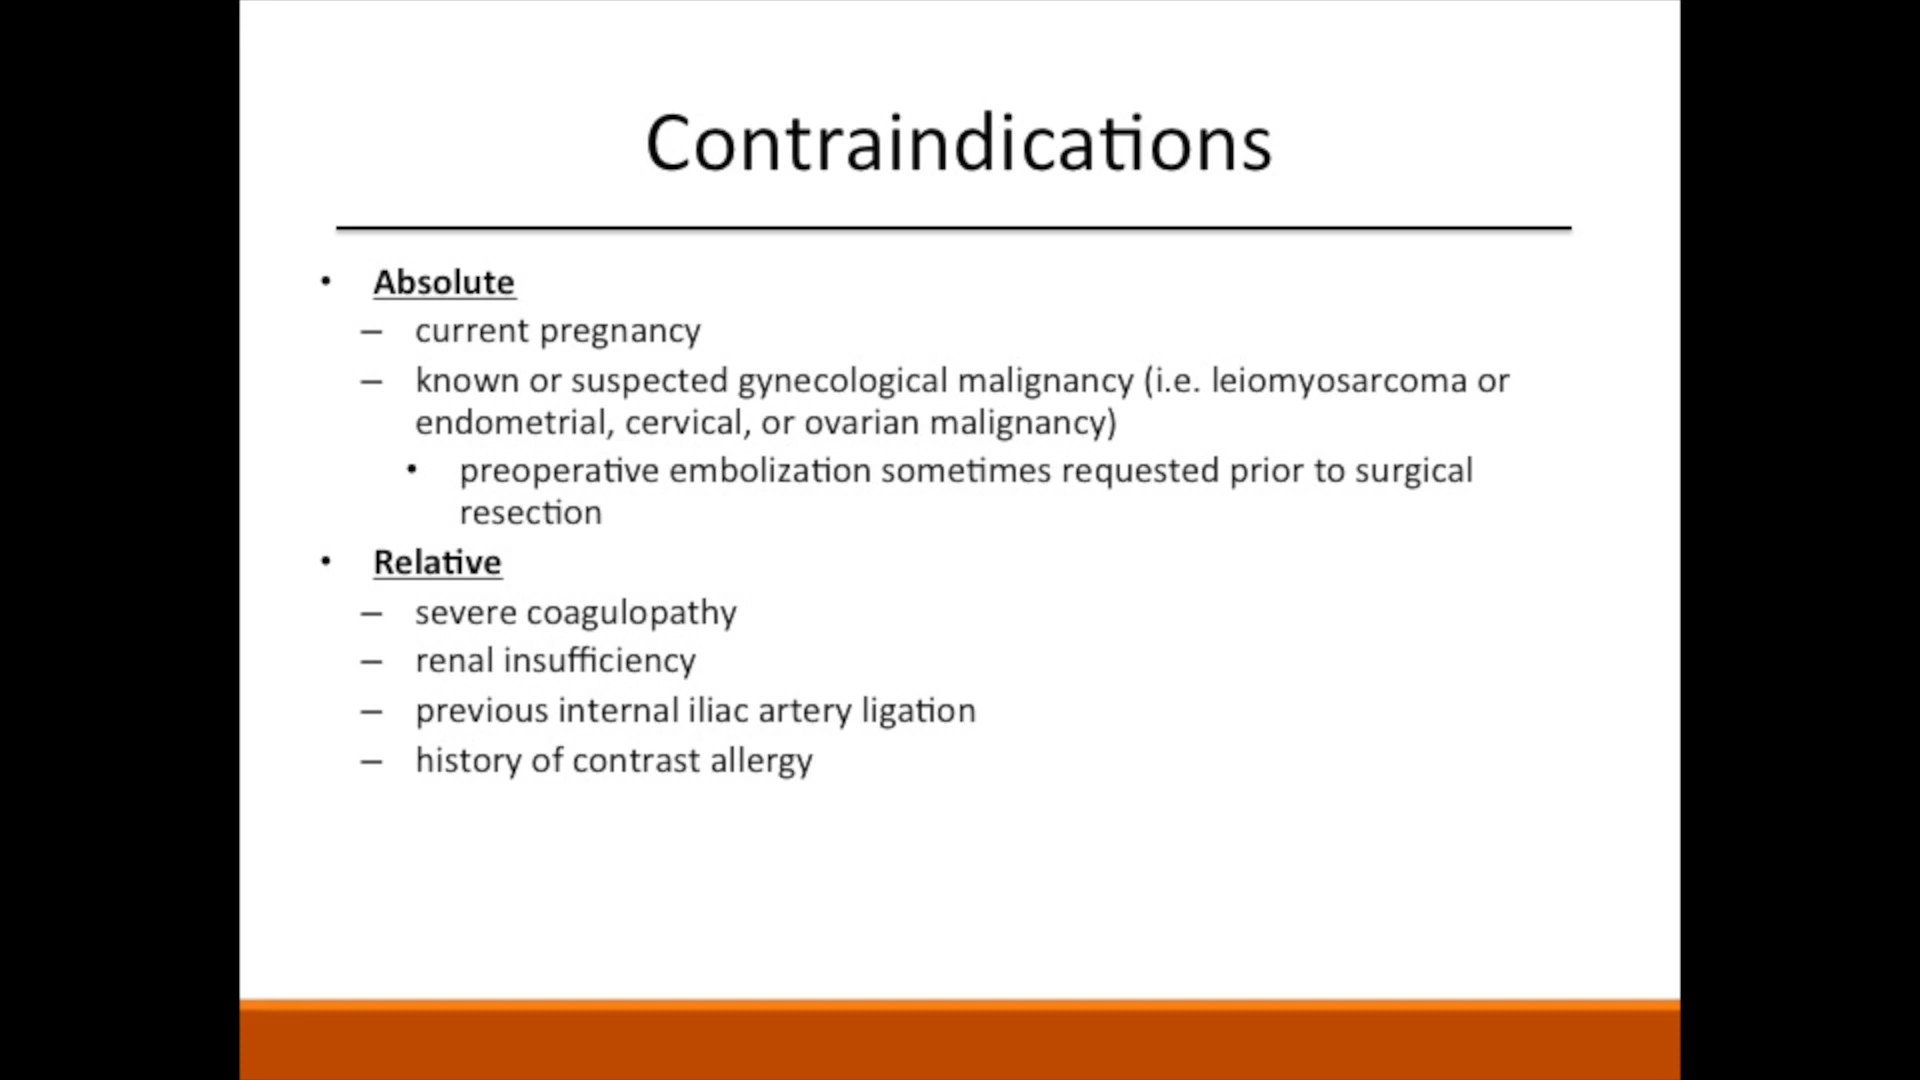 Contraindications
• Absolute
– current pregnancy
– known or suspected gynecological malignancy (i.e. leiomyosarcoma or
endometrial, cervical, or ovarian malignancy)
• preoperative embolization sometimes requested prior to surgical
resection
• Relative
– severe coagulopathy
– renal insufficiency
– previous internal iliac artery ligation
– history of contrast allergy